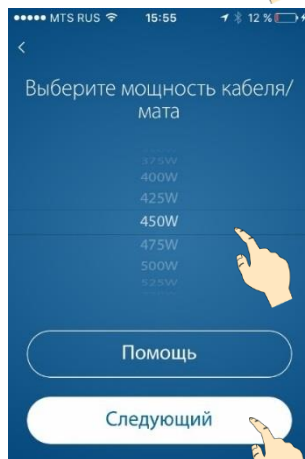 MTS RUS 15:55 12 %
Выберите мощность кабеля/
мата
375W
400W
425W
450W
475W
500W
525W
Помощь
Следующий